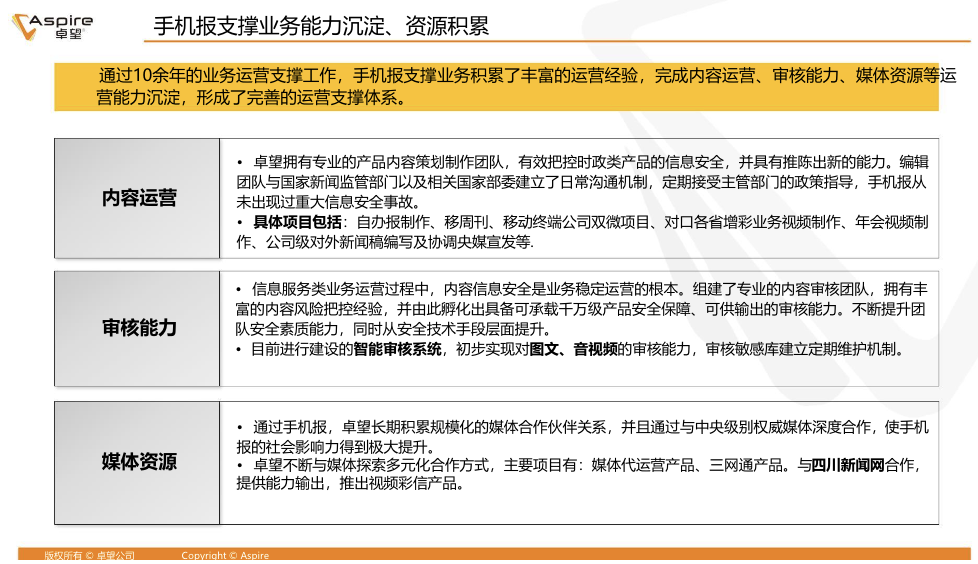 Aspire
卓望®
手机报支撑业务能力沉淀、资源积累
通过10余年的业务运营支撑工作，手机报支撑业务积累了丰富的运营经验，完成内容运营、审核能力、媒体资源等运
营能力沉淀，形成了完善的运营支撑体系。
内容运营
• 卓望拥有专业的产品内容策划制作团队，有效把控时政类产品的信息安全，并具有推陈出新的能力。编辑
团队与国家新闻监管部门以及相关国家部委建立了日常沟通机制，定期接受主管部门的政策指导，手机报从
未出现过重大信息安全事故。
• 具体项目包括：自办报制作、移周刊、移动终端公司双微项目、对口各省增彩业务视频制作、年会视频制
作、公司级对外新闻稿编写及协调央媒宣发等.
审核能力
• 信息服务类业务运营过程中，内容信息安全是业务稳定运营的根本。组建了专业的内容审核团队，拥有丰
富的内容风险把控经验，并由此孵化出具备可承载千万级产品安全保障、可供输出的审核能力。不断提升团
队安全素质能力，同时从安全技术手段层面提升。
• 目前进行建设的智能审核系统，初步实现对图文、音视频的审核能力，审核敏感库建立定期维护机制。
媒体资源
• 通过手机报，卓望长期积累规模化的媒体合作伙伴关系，并且通过与中央级别权威媒体深度合作，使手机
报的社会影响力得到极大提升。
• 卓望不断与媒体探索多元化合作方式，主要项目有：媒体代运营产品、三网通产品。与四川新闻网合作，
提供能力输出，推出视频彩信产品。
版权所有 © 卓望公司 Copyright © Aspire